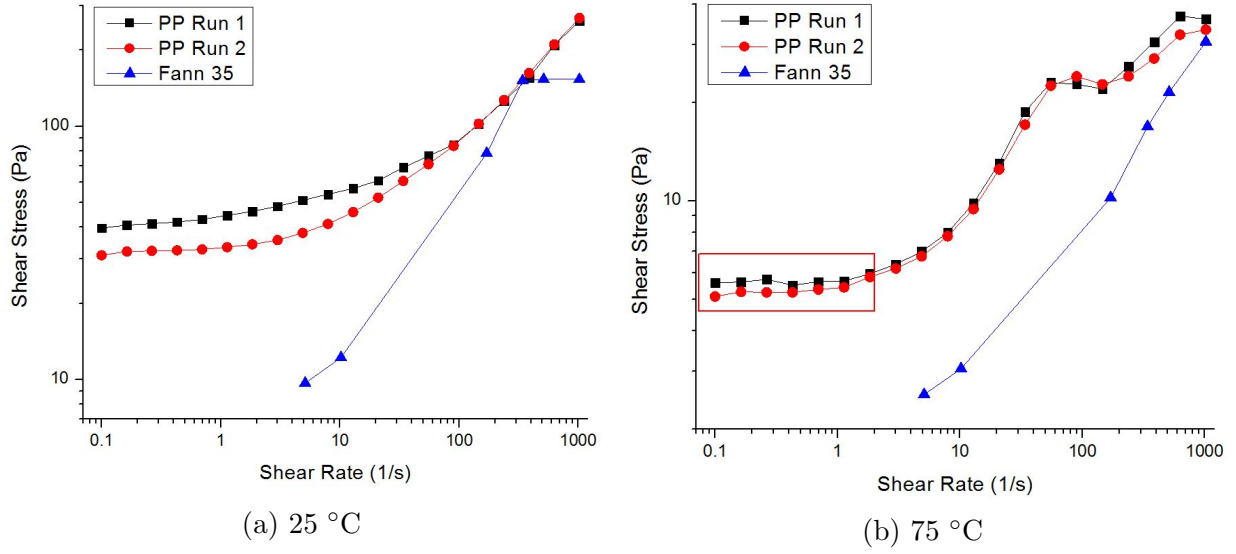 PP Run 1
PP Run 2
Fann 35
100
10
Shear Stress (Pa)
0.1 1 10 100 1000
Shear Rate (1/s)
(a) 25 °C
PP Run 1
PP Run 2
Fann 35
10
Shear Stress (Pa)
0.1 1 10 100 1000
Shear Rate (1/s)
(b) 75 °C